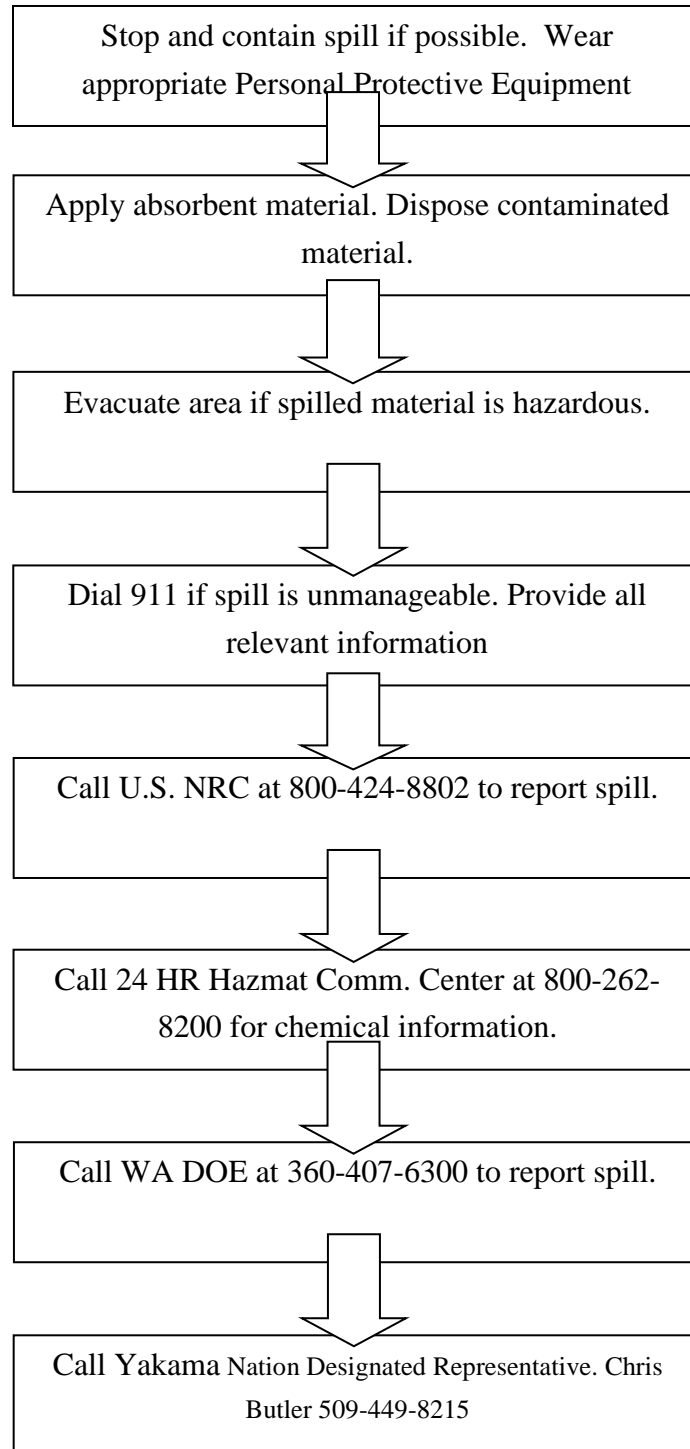 Stop and contain spill if possible.  Wear
appropriate Personal Protective Equipment
Apply absorbent material. Dispose contaminated
material.
Evacuate area if spilled material is hazardous.
Dial 911 if spill is unmanageable. Provide all
relevant information
Call U.S. NRC at 800-424-8802 to report spill.
Call 24 HR Hazmat Comm. Center at 800-262-
8200 for chemical information.
Call WA DOE at 360-407-6300 to report spill.
Call Yakama Nation Designated Representative. Chris
Butler 509-449-8215